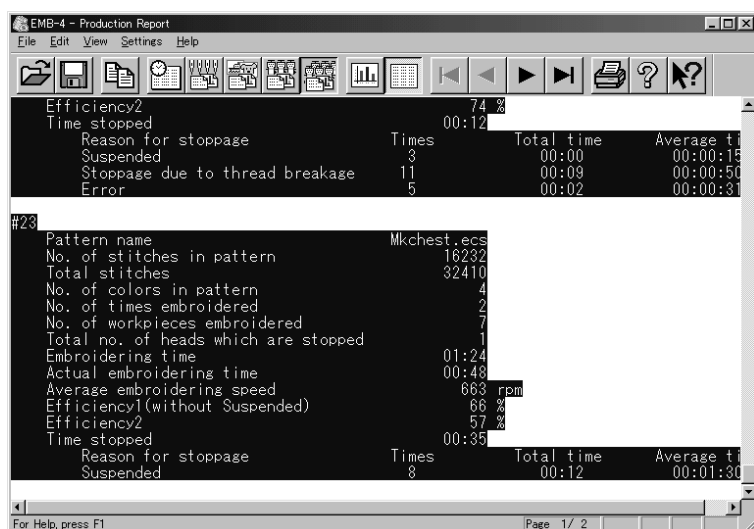 EMB-4 - Production Report
File Edit View Settings Help
Efficiency2 74 %
Time stopped 00:12
Reason for stoppage Times Total time Average ti
Suspended 3 00:00 00:00:15
Stoppage due to thread breakage 11 00:09 00:00:50
Error 5 00:02 00:00:31
#23
Pattern name Mkchest.ecs
No. of stitches in pattern 16232
Total stitches 32410
No. of colors in pattern 4
No. of times embroidered 2
No. of workpieces embroidered 7
Total no. of heads which are stopped 1
Embroidering time 01:24
Actual embroidering time 00:48
Average embroidering speed 663 rpm
Efficiency1(without Suspended) 66 %
Efficiency2 57 %
Time stopped 00:35
Reason for stoppage Times Total time Average ti
Suspended 8 00:12 00:01:30
For Help, press F1 Page 1/ 2